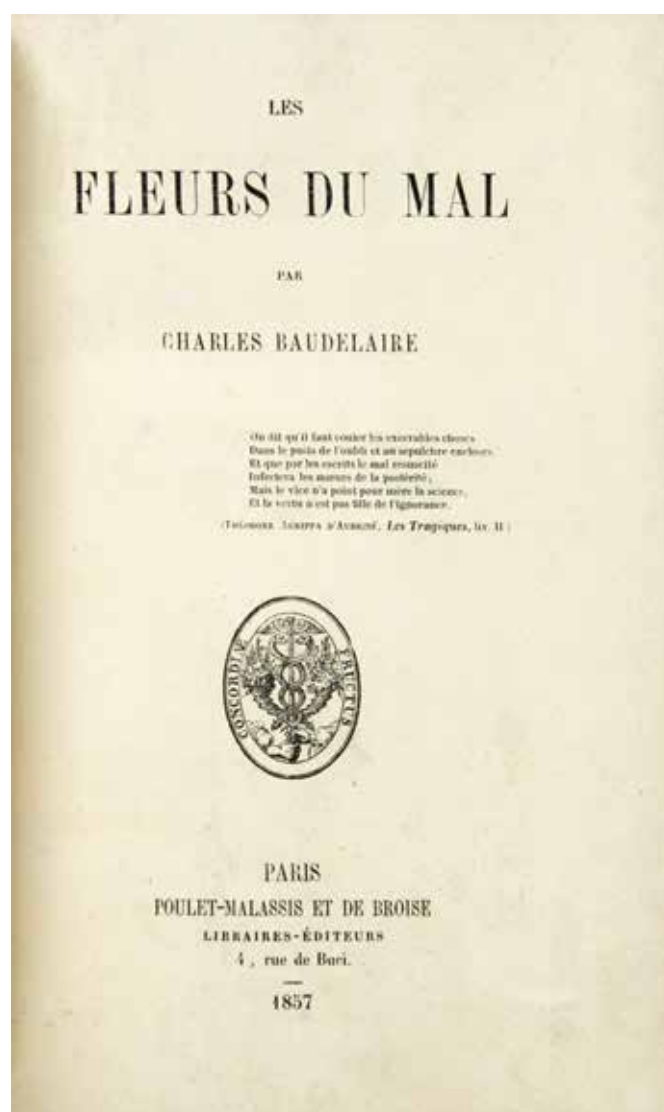 LES
FLEURS DU MAL
PAR
CHARLES BAUDELAIRE
On dit qu'il faut couler les execrables choses
Dans le puits de l'oubli et au sepulchre encloses,
Et que par les escrits le mal resuscité
Infectera les mœurs de la postérité;
Mais le vice n'a point pour mère la science,
Et la vertu n'est pas fille de l'ignorance.
(Théodore Agrippa d'Aubigné, Les Tragiques, liv. II)
CONCORDIÆ FRUCTUS
PARIS
POULET-MALASSIS ET DE BROISE
LIBRAIRES-ÉDITEURS
4, rue de Buci.
1857